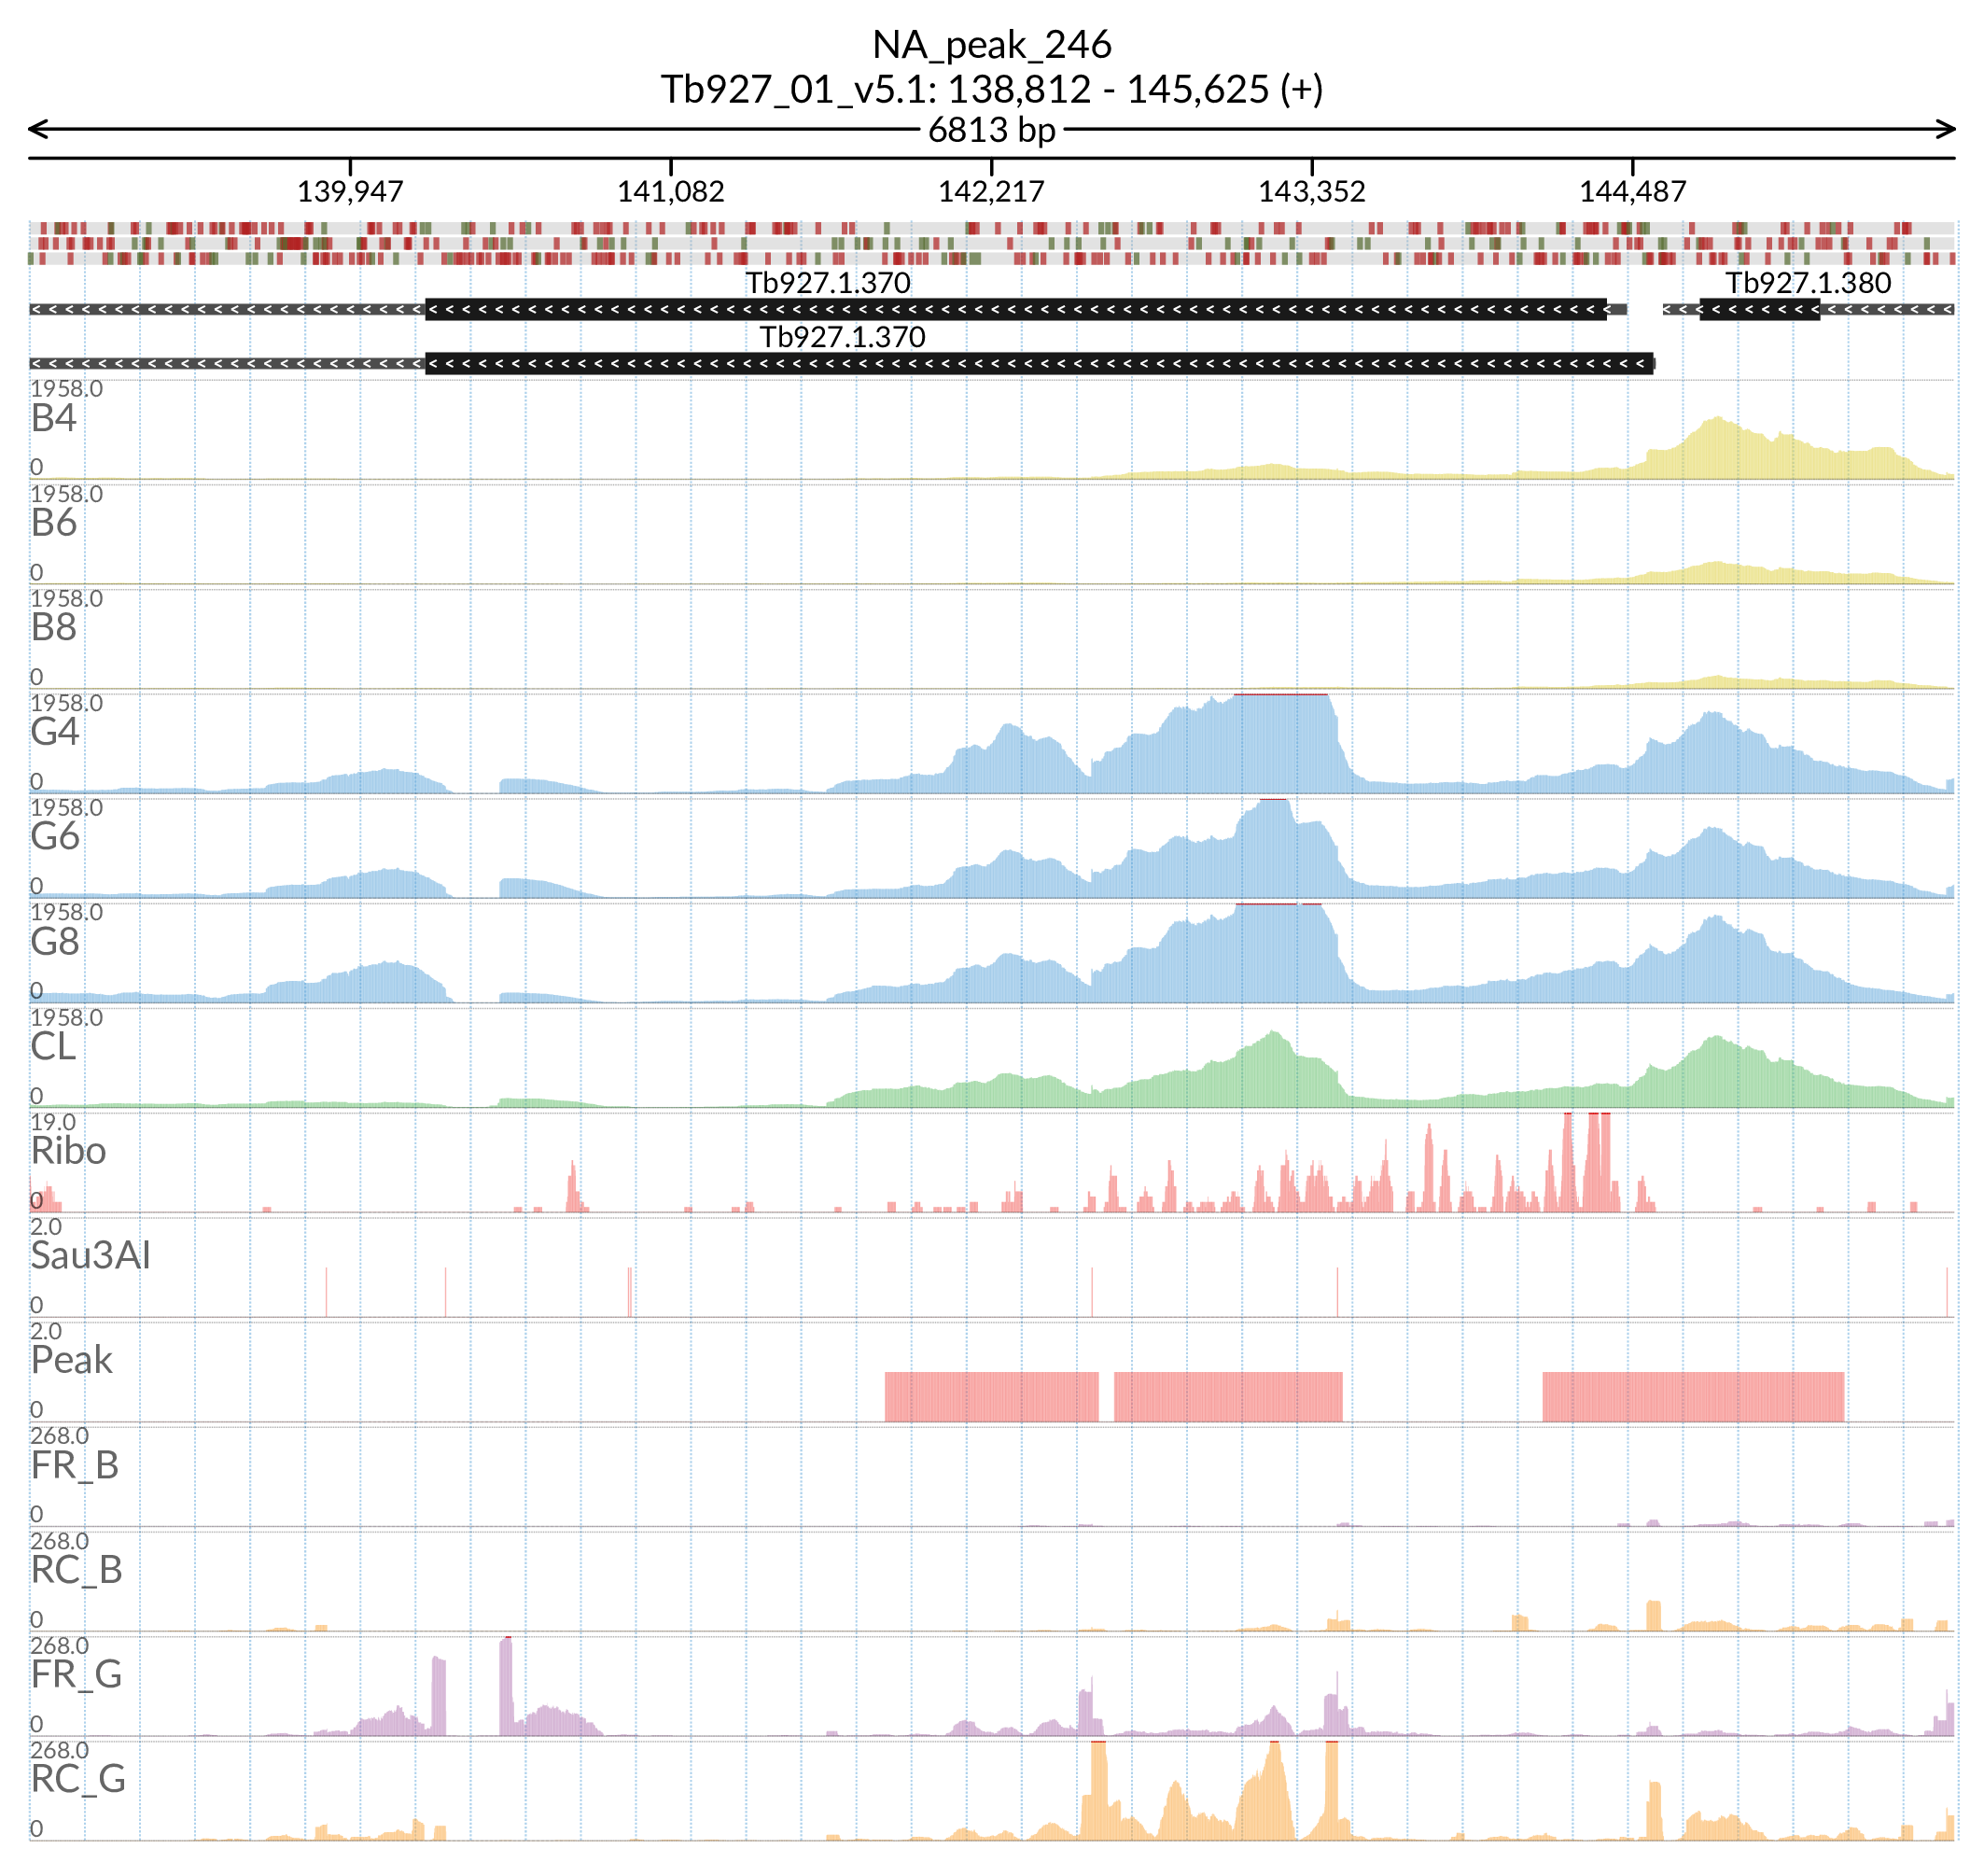 NA_peak_246
Tb927_01_v5.1: 138,812 - 145,625 (+)
6813 bp
139,947 141,082 142,217 143,352 144,487
Tb927.1.370 Tb927.1.380
Tb927.1.370
1958.0
B4
0
1958.0
B6
0
1958.0
B8
0
1958.0
G4
0
1958.0
G6
0
1958.0
G8
0
1958.0
CL
0
19.0
Ribo
0
2.0
Sau3AI
0
2.0
Peak
0
268.0
FR_B
0
268.0
RC_B
0
268.0
FR_G
0
268.0
RC_G
0